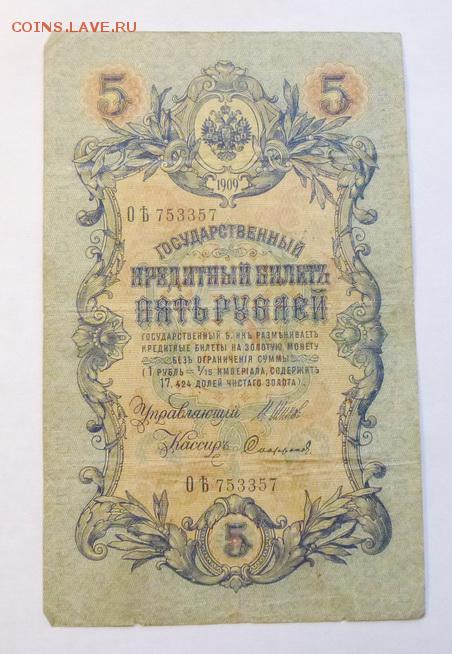 COINS.LAVE.RU
5 5
1909
ОѢ 753357
ГОСУДАРСТВЕННЫЙ
КРЕДИТНЫЙ БИЛЕТЪ
ПЯТЬ РУБЛЕЙ
ГОСУДАРСТВЕННЫЙ БАНКЪ РАЗМѢНИВАЕТЪ
КРЕДИТНЫЕ БИЛЕТЫ НА ЗОЛОТУЮ МОНЕТУ
БЕЗЪ ОГРАНИЧЕНІЯ СУММЫ
(1 РУБЛЬ = 1/15 ИМПЕРІАЛА, СОДЕРЖИТЪ
17,424 ДОЛЕЙ ЧИСТАГО ЗОЛОТА).
Управляющій И. Шипов
Кассиръ
ОѢ 753357
5